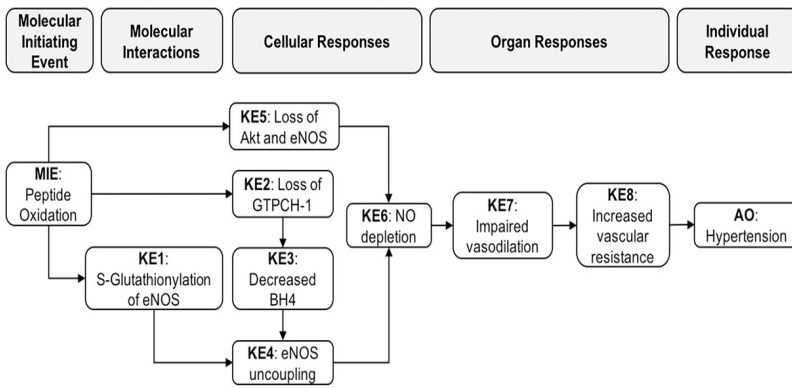 Molecular
Initiating
Event
Molecular
Interactions
Cellular Responses
Organ Responses
Individual
Response
KE5: Loss of
Akt and eNOS
MIE:
Peptide
Oxidation
KE2: Loss of
GTPCH-1
KE6: NO
depletion
KE7:
Impaired
vasodilation
KE8:
Increased
vascular
resistance
AO:
Hypertension
KE1:
S-Glutathionylation
of eNOS
KE3:
Decreased
BH4
KE4: eNOS
uncoupling